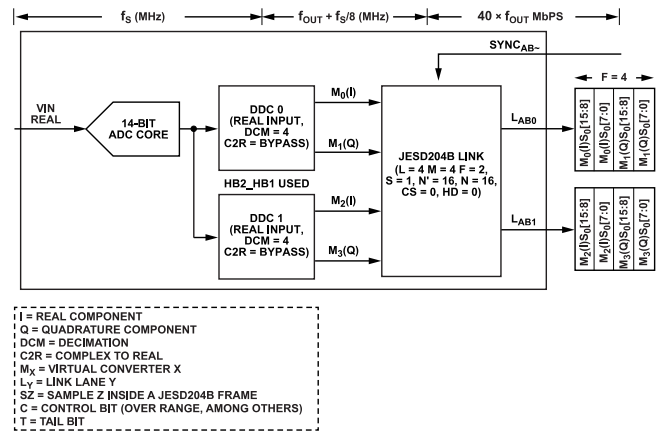 fS (MHz)
fOUT + fS/8 (MHz)
40 × fOUT MbPS
SYNCAB~
F = 4
VIN
REAL
14-BIT
ADC CORE
DDC 0
(REAL INPUT,
DCM = 4
C2R = BYPASS)
M0(I)
M1(Q)
HB2_HB1 USED
DDC 1
(REAL INPUT,
DCM = 4
C2R = BYPASS)
M2(I)
M3(Q)
JESD204B LINK
(L = 4 M = 4 F = 2,
S = 1, N' = 16, N = 16,
CS = 0, HD = 0)
LAB0
LAB1
M0(I)S0[15:8]
M0(I)S0[7:0]
M1(Q)S0[15:8]
M1(Q)S0[7:0]
M2(I)S0[15:8]
M2(I)S0[7:0]
M3(Q)S0[15:8]
M3(Q)S0[7:0]
I = REAL COMPONENT
Q = QUADRATURE COMPONENT
DCM = DECIMATION
C2R = COMPLEX TO REAL
MX = VIRTUAL CONVERTER X
LY = LINK LANE Y
SZ = SAMPLE Z INSIDE A JESD204B FRAME
C = CONTROL BIT (OVER RANGE, AMONG OTHERS)
T = TAIL BIT